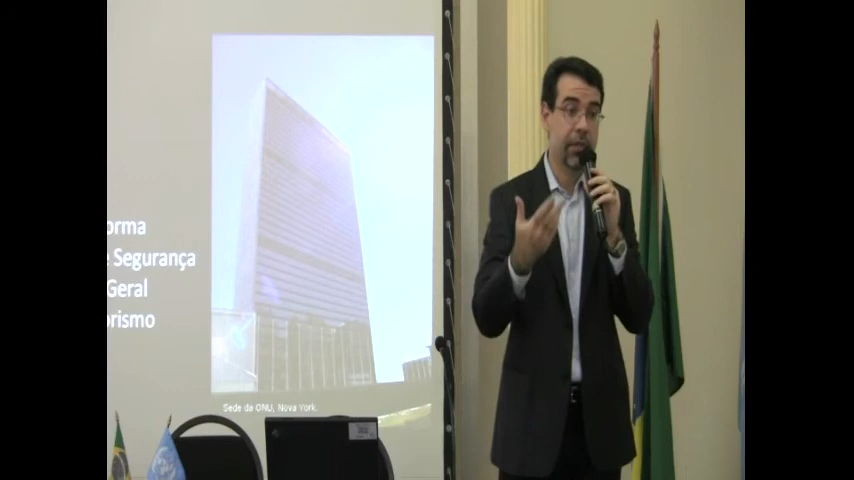 orma
e Segurança
Geral
orismo
Sede da ONU, Nova York.